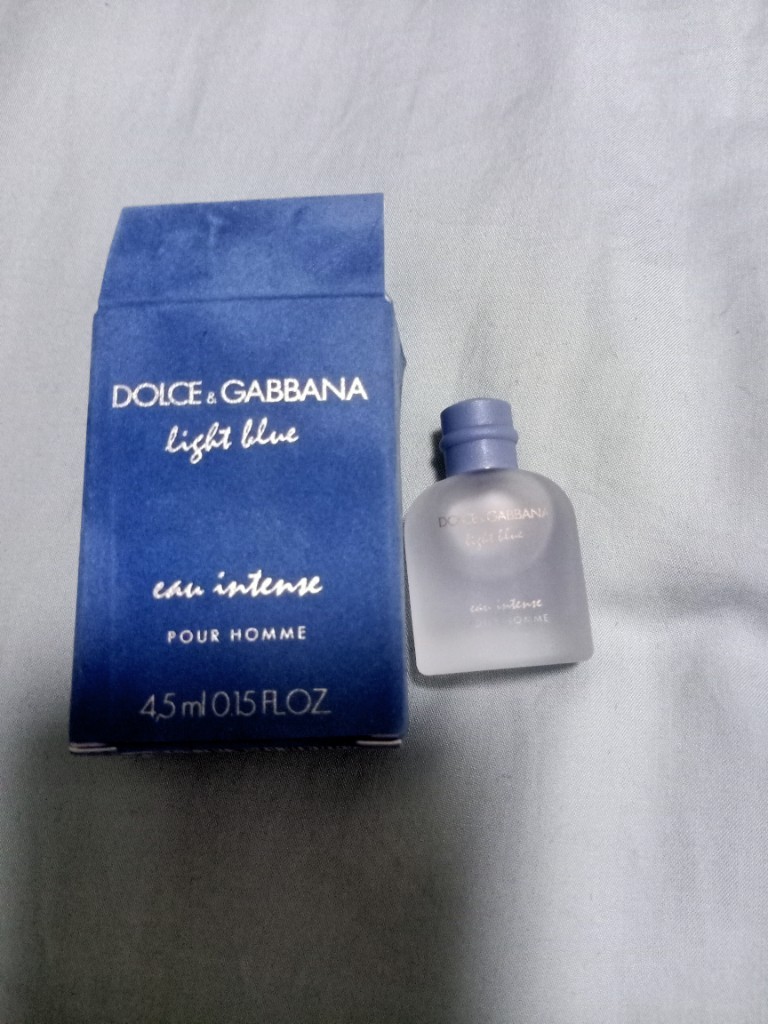 DOLCE & GABBANA
light blue
eau intense
POUR HOMME
4,5 ml 0.15 FL.OZ
DOLCE & GABBANA
light blue
eau intense
POUR HOMME